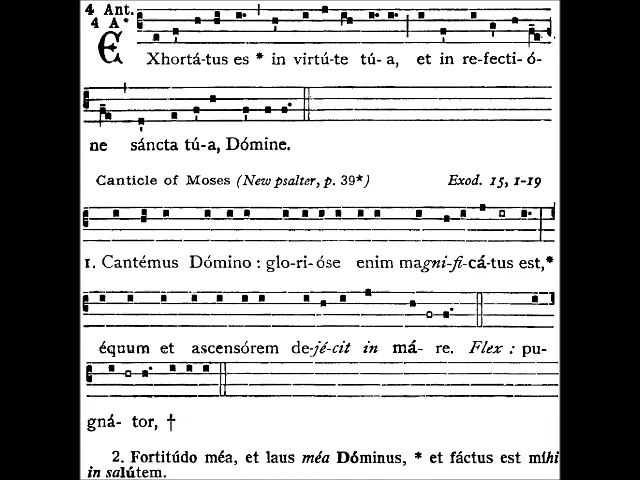 4 Ant.
4 A*
EXhortá-tus es * in virtú-te tú-a, et in re-fecti-ó-
ne sáncta tú-a, Dómine.
Canticle of Moses (New psalter, p. 39*) Exod. 15, 1-19
1. Cantémus Dómino : glo-ri-óse enim magni-fi-cá-tus est,*
équum et ascensórem de-jé-cit in má- re. Flex : pu-
gná- tor, †
2. Fortitúdo méa, et laus méa Dóminus, * et fáctus est míhi
in salútem.